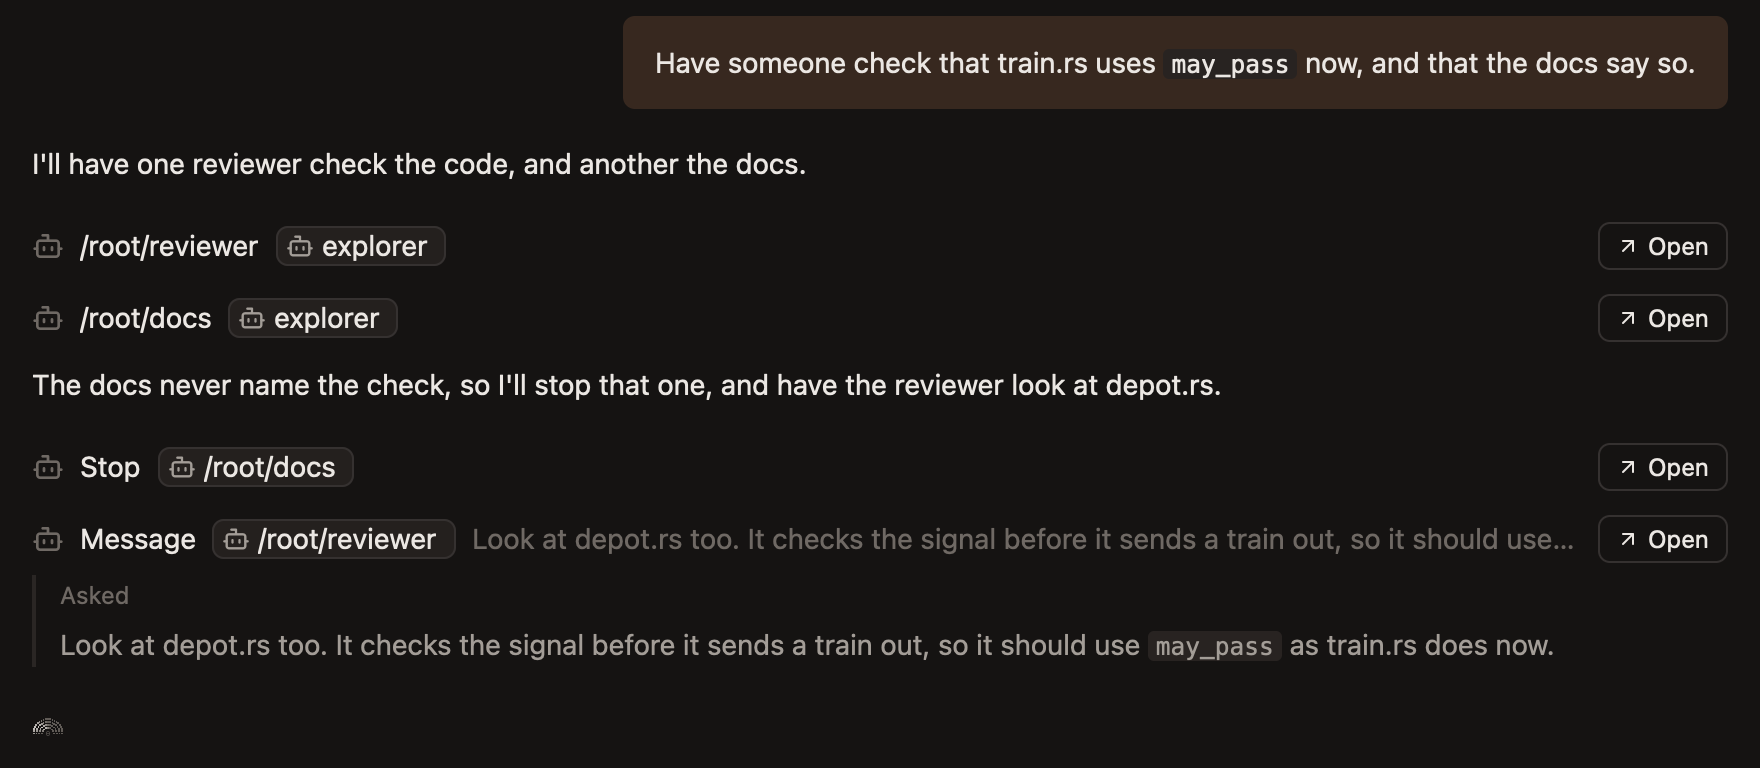 Have someone check that train.rs uses may_pass now, and that the docs say so.
I'll have one reviewer check the code, and another the docs.
/root/reviewer explorer Open
/root/docs explorer Open
The docs never name the check, so I'll stop that one, and have the reviewer look at depot.rs.
Stop /root/docs Open
Message /root/reviewer Look at depot.rs too. It checks the signal before it sends a train out, so it should use... Open
Asked
Look at depot.rs too. It checks the signal before it sends a train out, so it should use may_pass as train.rs does now.